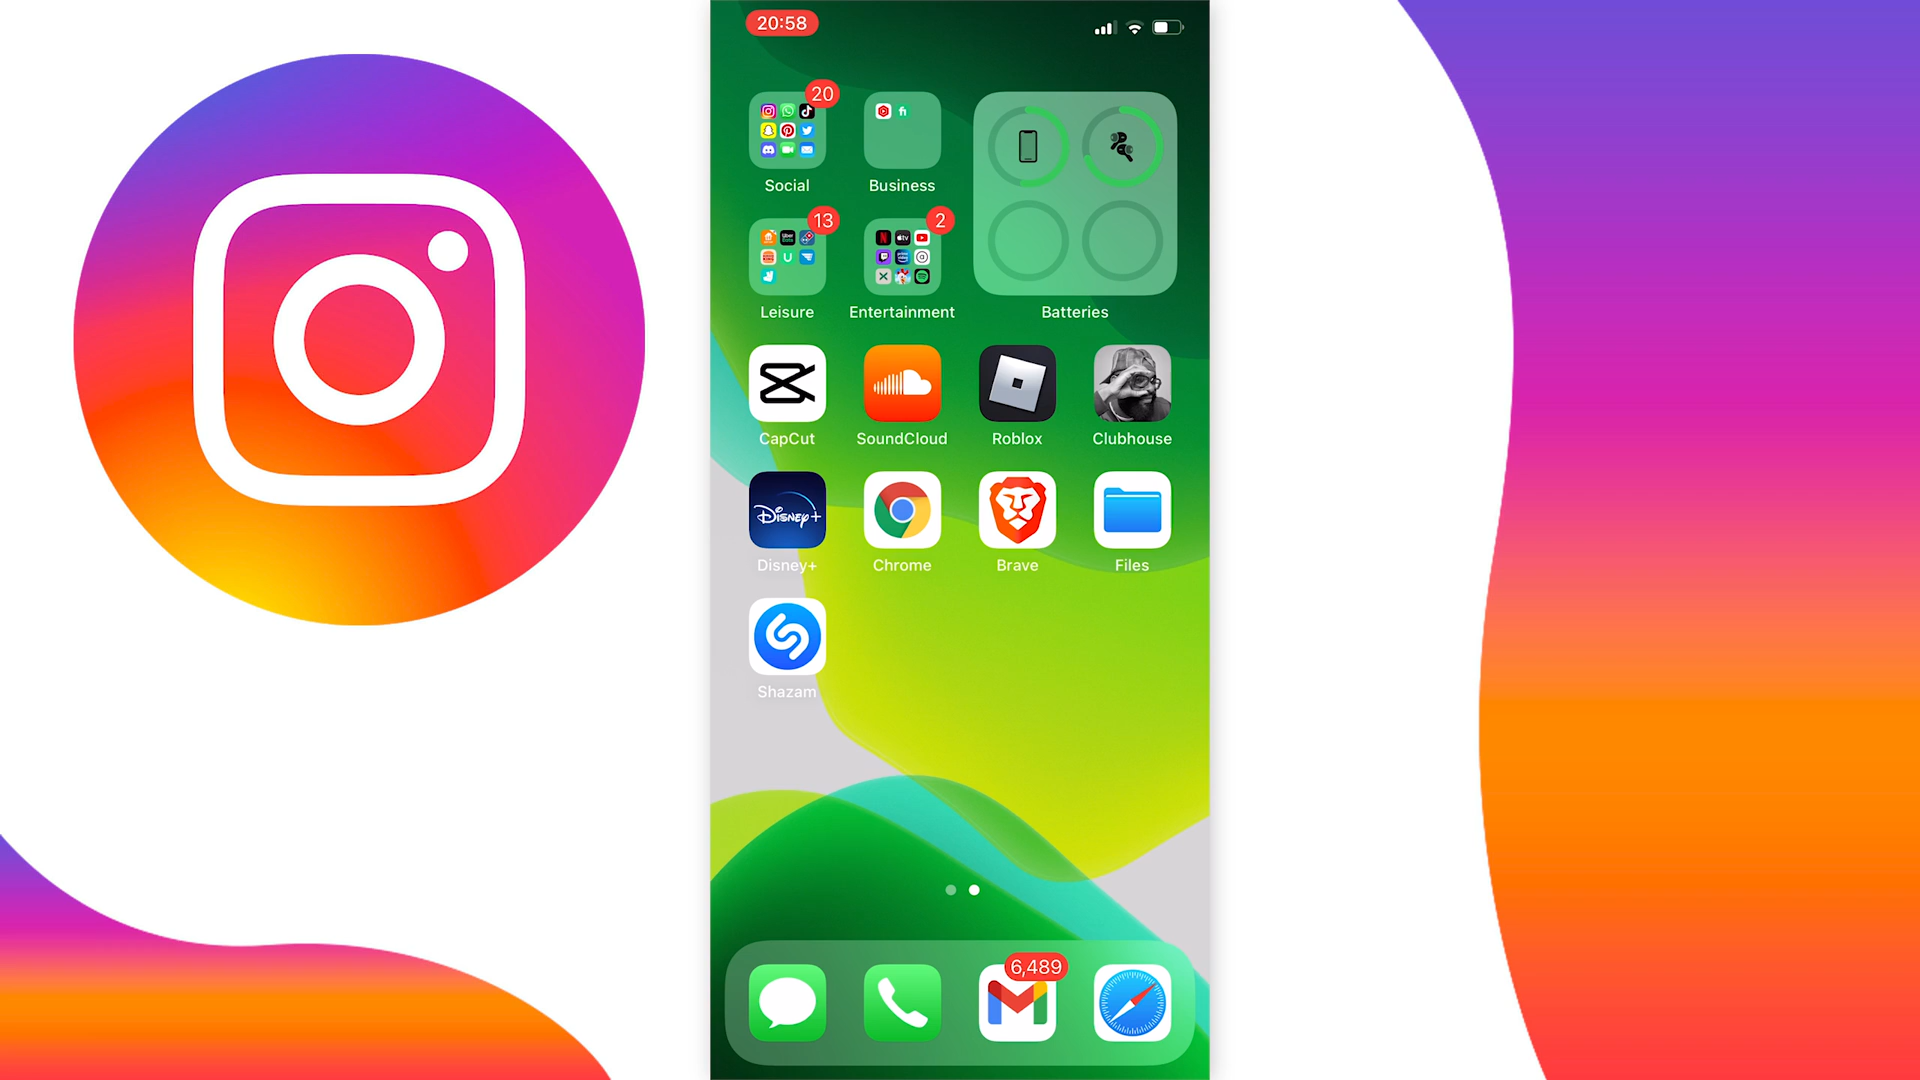 20:58
20
Social
Business
13
2
Leisure
Entertainment
Batteries
CapCut
SoundCloud
Roblox
Clubhouse
Disney+
Disney+
Chrome
Brave
Files
Shazam
6,489